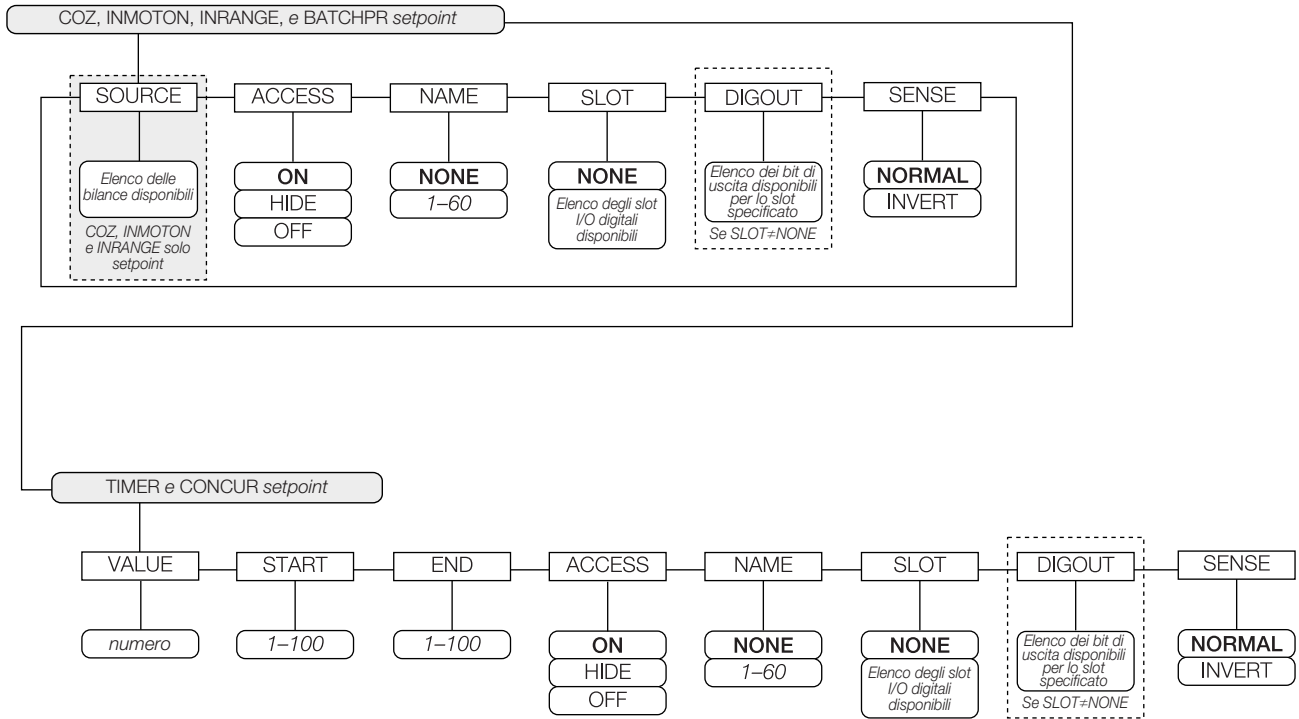 COZ, INMOTON, INRANGE, e BATCHPR setpoint
SOURCE
ACCESS
NAME
SLOT
DIGOUT
SENSE
Elenco delle
bilance disponibili
COZ, INMOTON
e INRANGE solo
setpoint
ON
HIDE
OFF
NONE
1–60
NONE
Elenco degli slot
I/O digitali
disponibili
Elenco dei bit di
uscita disponibili
per lo slot
specificato
Se SLOT≠NONE
NORMAL
INVERT
TIMER e CONCUR setpoint
VALUE
START
END
ACCESS
NAME
SLOT
DIGOUT
SENSE
numero
1–100
1–100
ON
HIDE
OFF
NONE
1–60
NONE
Elenco degli slot
I/O digitali
disponibili
Elenco dei bit di
uscita disponibili
per lo slot
specificato
Se SLOT≠NONE
NORMAL
INVERT